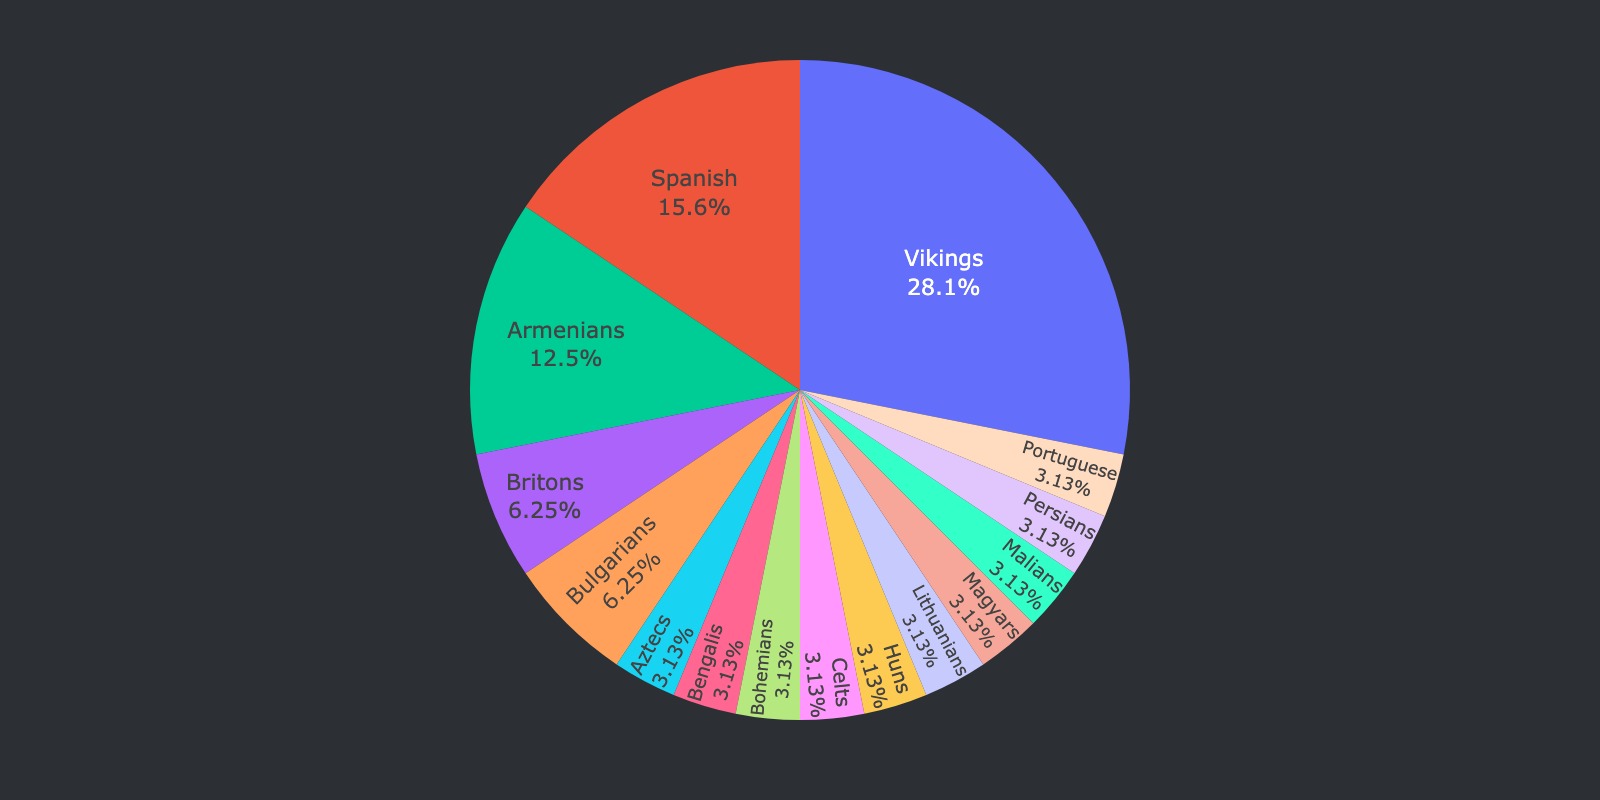 Spanish
15.6%
Vikings
28.1%
Armenians
12.5%
Britons
6.25%
Bulgarians
6.25%
Aztecs
3.13%
Bengalis
3.13%
Bohemians
3.13%
Celts
3.13%
Huns
3.13%
Lithuanians
3.13%
Magyars
3.13%
Malians
3.13%
Persians
3.13%
Portuguese
3.13%